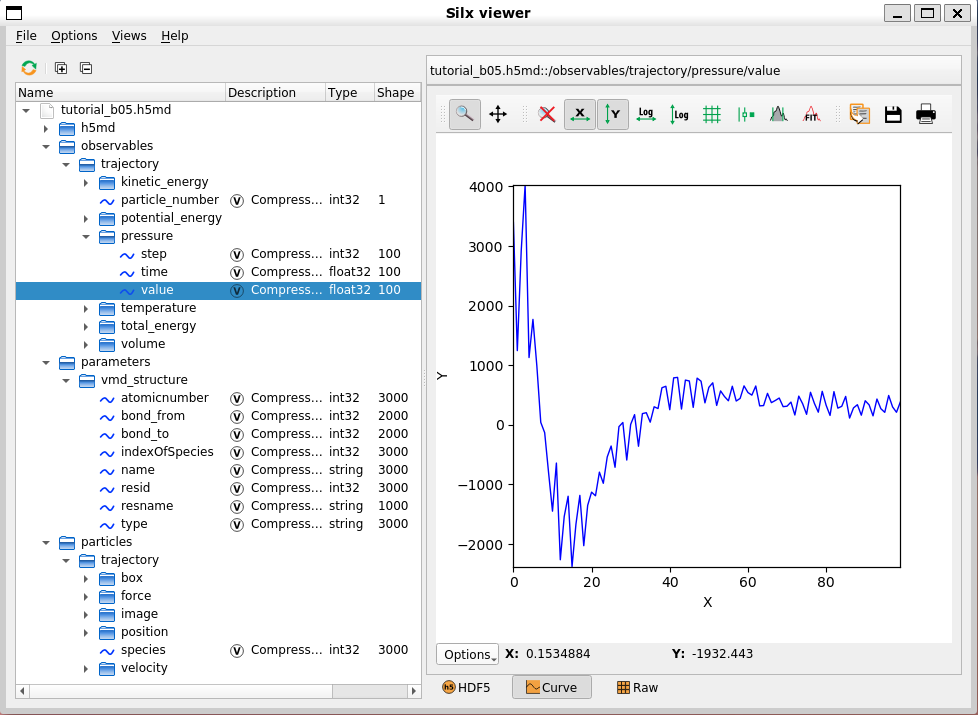 Silx viewer
File Options Views Help
tutorial_b05.h5md::/observables/trajectory/pressure/value
Name Description Type Shape
tutorial_b05.h5md
h5md
observables
trajectory
kinetic_energy
particle_number V Compress... int32 1
potential_energy
pressure
step V Compress... int32 100
time V Compress... float32 100
value V Compress... float32 100
temperature
total_energy
volume
parameters
vmd_structure
atomicnumber V Compress... int32 3000
bond_from V Compress... int32 2000
bond_to V Compress... int32 2000
indexOfSpecies V Compress... int32 3000
name V Compress... string 3000
resid V Compress... int32 3000
resname V Compress... string 1000
type V Compress... string 3000
particles
trajectory
box
force
image
position
species V Compress... int32 3000
velocity
X Y Log Log FIT
4000
3000
2000
1000
0
−1000
−2000
Y
0 20 40 60 80
X
Options X: 0.1534884 Y: -1932.443
h5 HDF5 Curve Raw